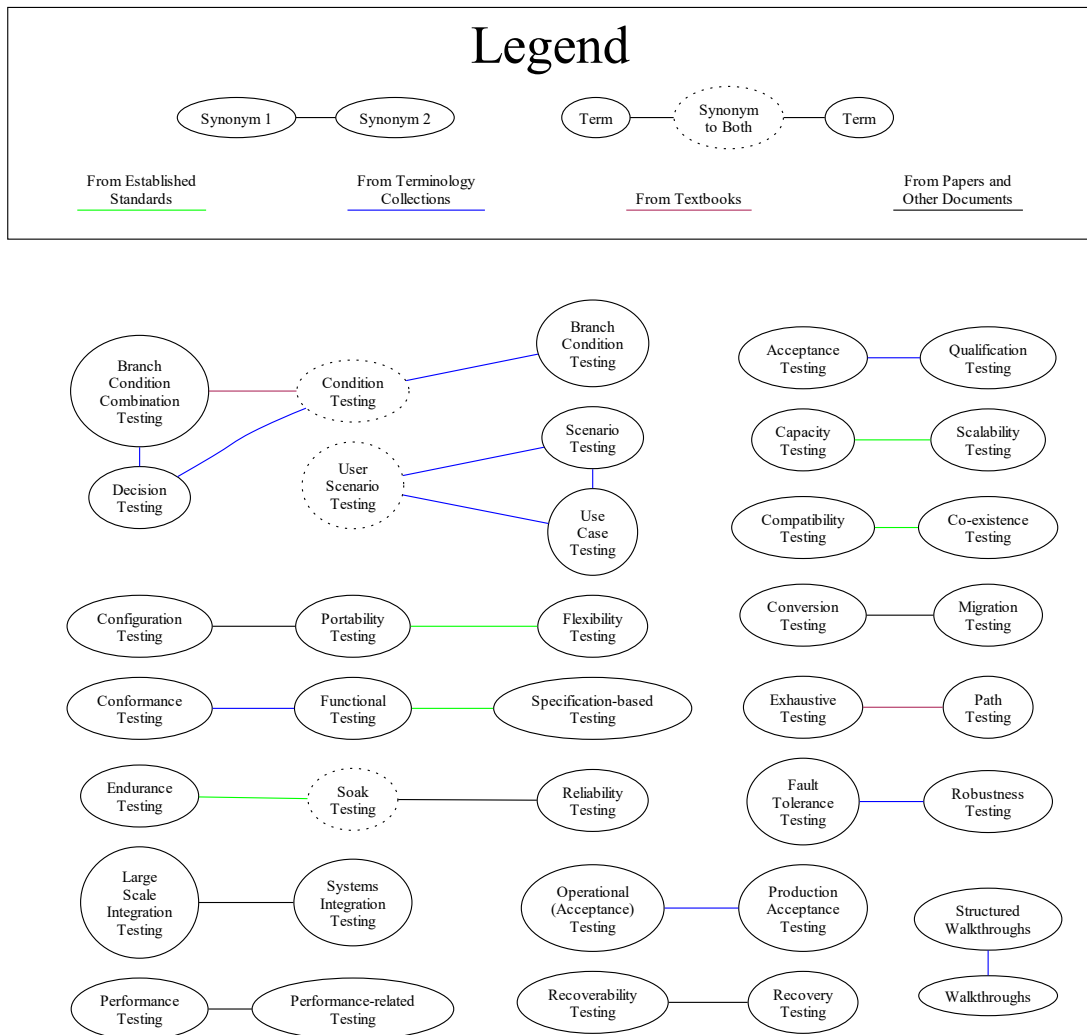 Legend
Synonym 1
Synonym 2
Term
Synonym
to Both
Term
From Established
Standards
From Terminology
Collections
From Textbooks
From Papers and
Other Documents
Branch
Condition
Combination
Testing
Condition
Testing
Branch
Condition
Testing
Decision
Testing
User
Scenario
Testing
Scenario
Testing
Use
Case
Testing
Acceptance
Testing
Qualification
Testing
Capacity
Testing
Scalability
Testing
Compatibility
Testing
Co-existence
Testing
Configuration
Testing
Portability
Testing
Flexibility
Testing
Conversion
Testing
Migration
Testing
Conformance
Testing
Functional
Testing
Specification-based
Testing
Exhaustive
Testing
Path
Testing
Endurance
Testing
Soak
Testing
Reliability
Testing
Fault
Tolerance
Testing
Robustness
Testing
Large
Scale
Integration
Testing
Systems
Integration
Testing
Operational
(Acceptance)
Testing
Production
Acceptance
Testing
Structured
Walkthroughs
Walkthroughs
Performance
Testing
Performance-related
Testing
Recoverability
Testing
Recovery
Testing